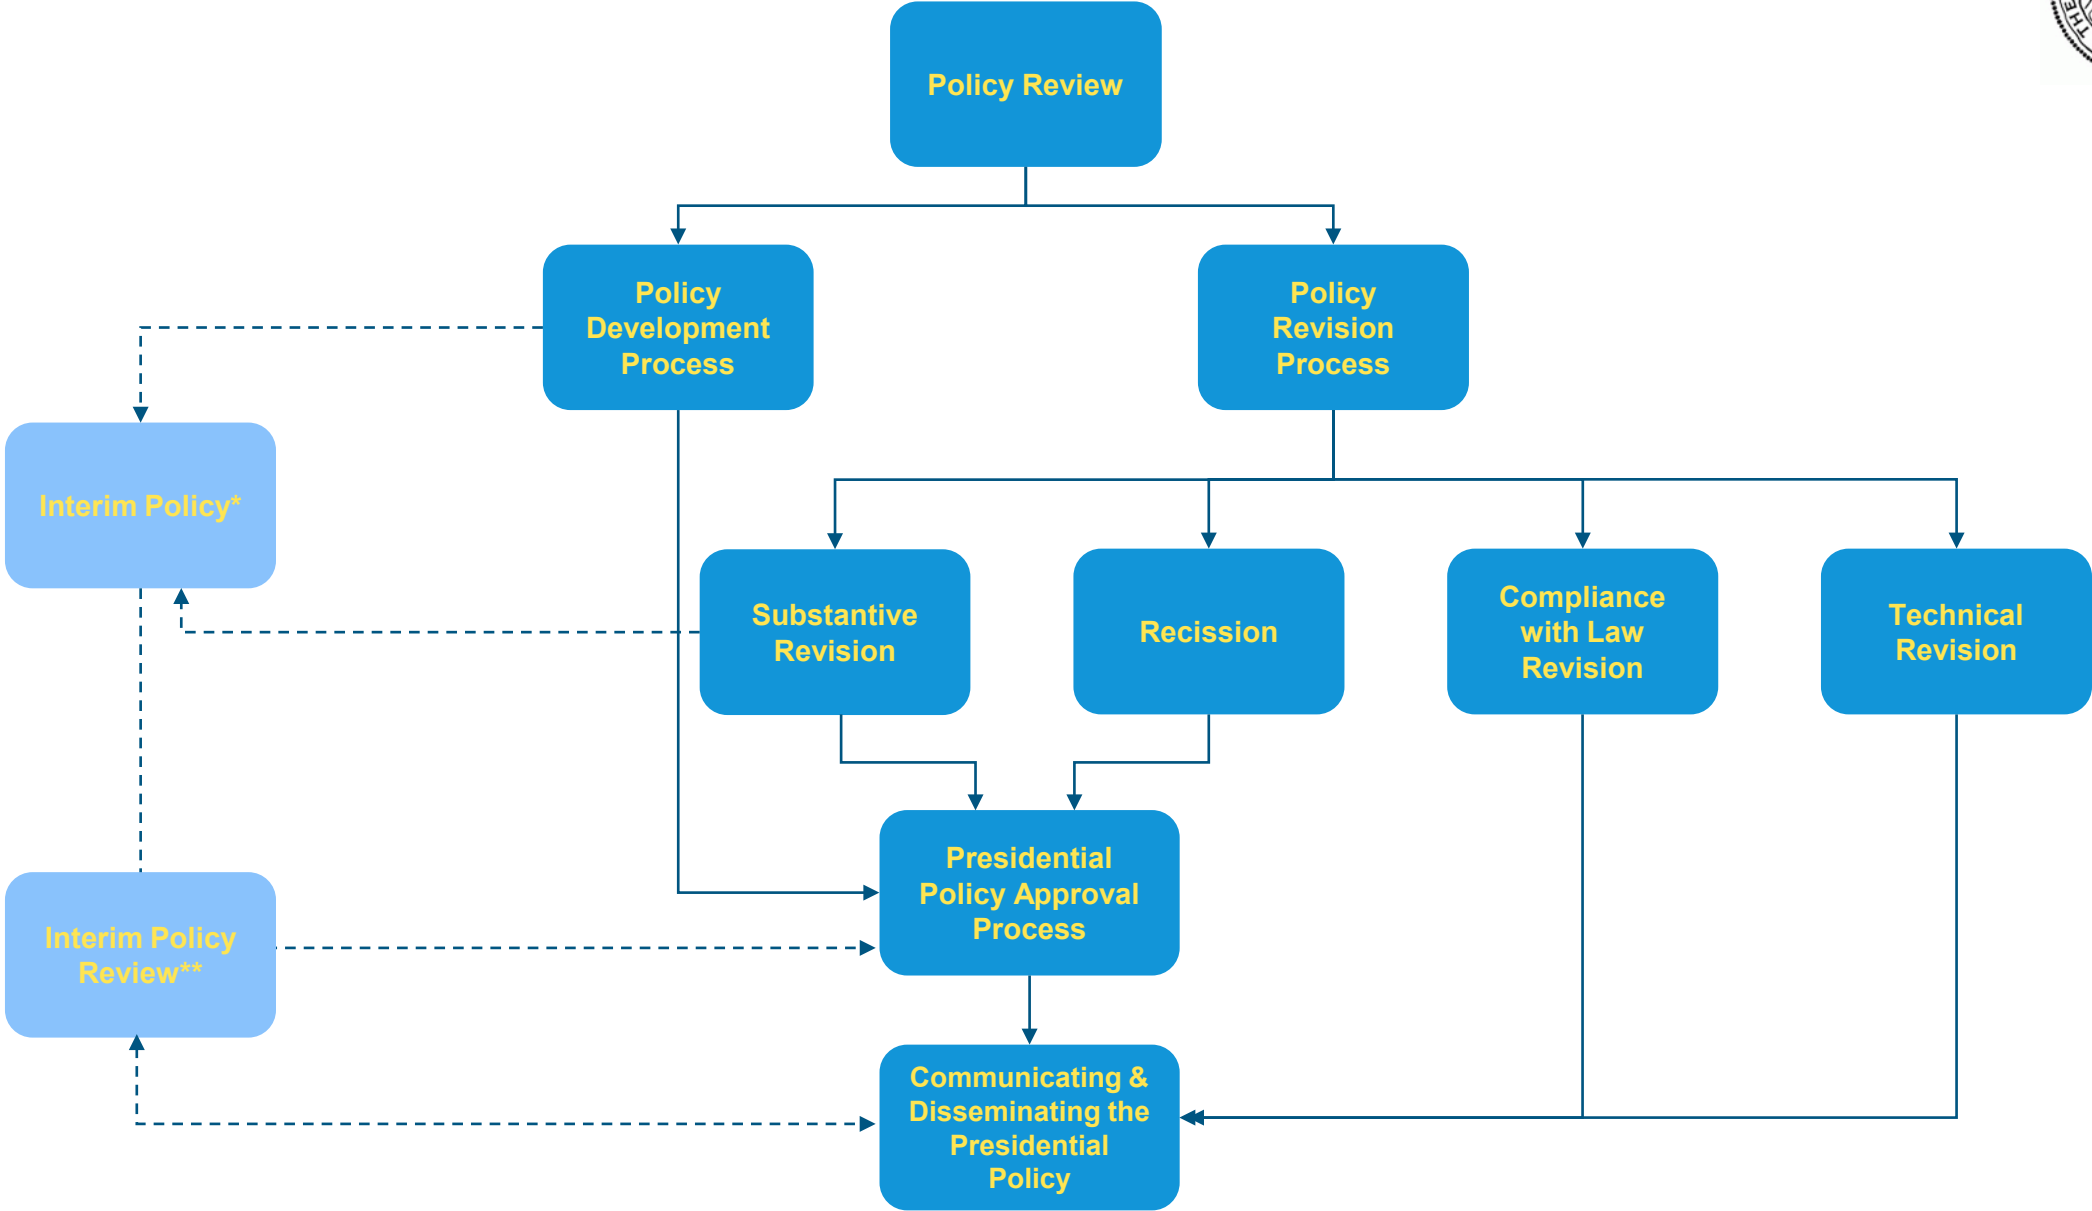 Policy Review
Policy
Development
Process
Policy
Revision
Process
Interim Policy*
Substantive
Revision
Recission
Compliance
with Law
Revision
Technical
Revision
Presidential
Policy Approval
Process
Interim Policy
Review**
Communicating &
Disseminating the
Presidential
Policy
THE